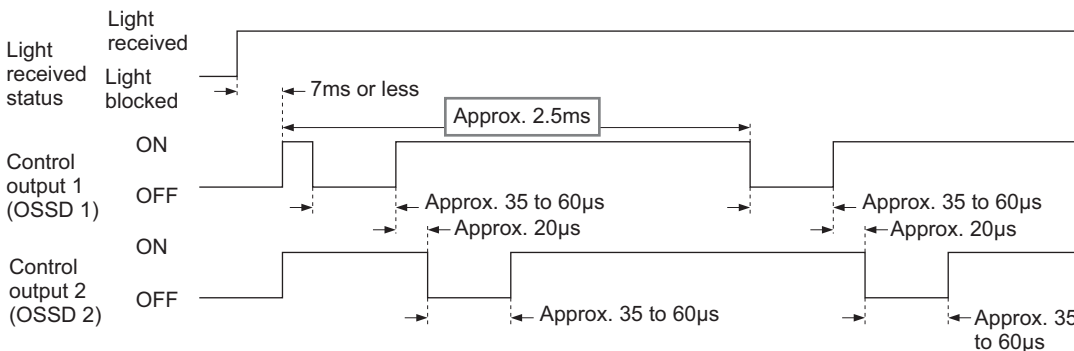 Light
received
Light
received
status
Light
blocked
7ms or less
Approx. 2.5ms
ON
Control
output 1
(OSSD 1)
OFF
Approx. 35 to 60µs
Approx. 35 to 60µs
Approx. 20µs
Approx. 20µs
ON
Control
output 2
(OSSD 2)
OFF
Approx. 35 to 60µs
Approx. 35
to 60µs